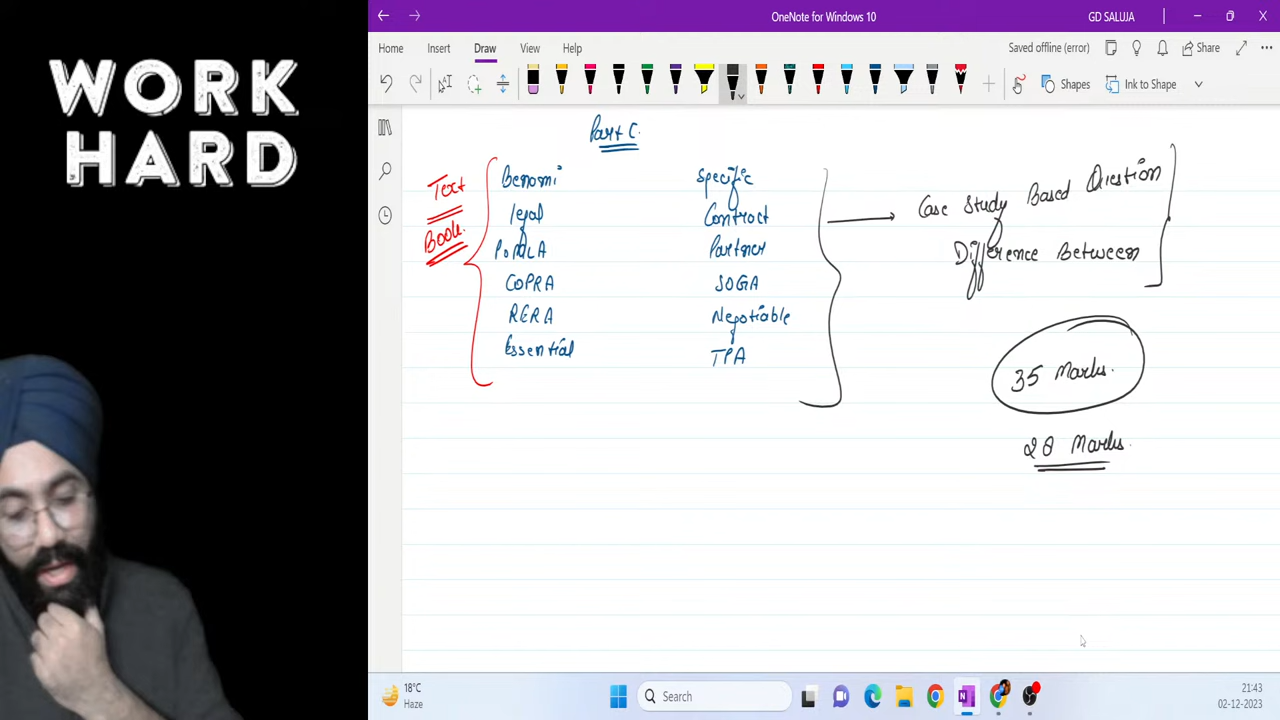 WORK
HARD
OneNote for Windows 10
GD SALUJA
Home Insert Draw View Help
Saved offline (error)
Share
Shapes
Ink to Shape
Part C.
Text
Book.
Benami
legal
PoMLA
COPRA
RERA
Essential
Specific
Contract
Partner
SOGA
Negotiable
TPA
Case Study Based Question
Difference Between
35 Marks.
28 Marks.
18°C
Haze
Search
21:43
02-12-2023